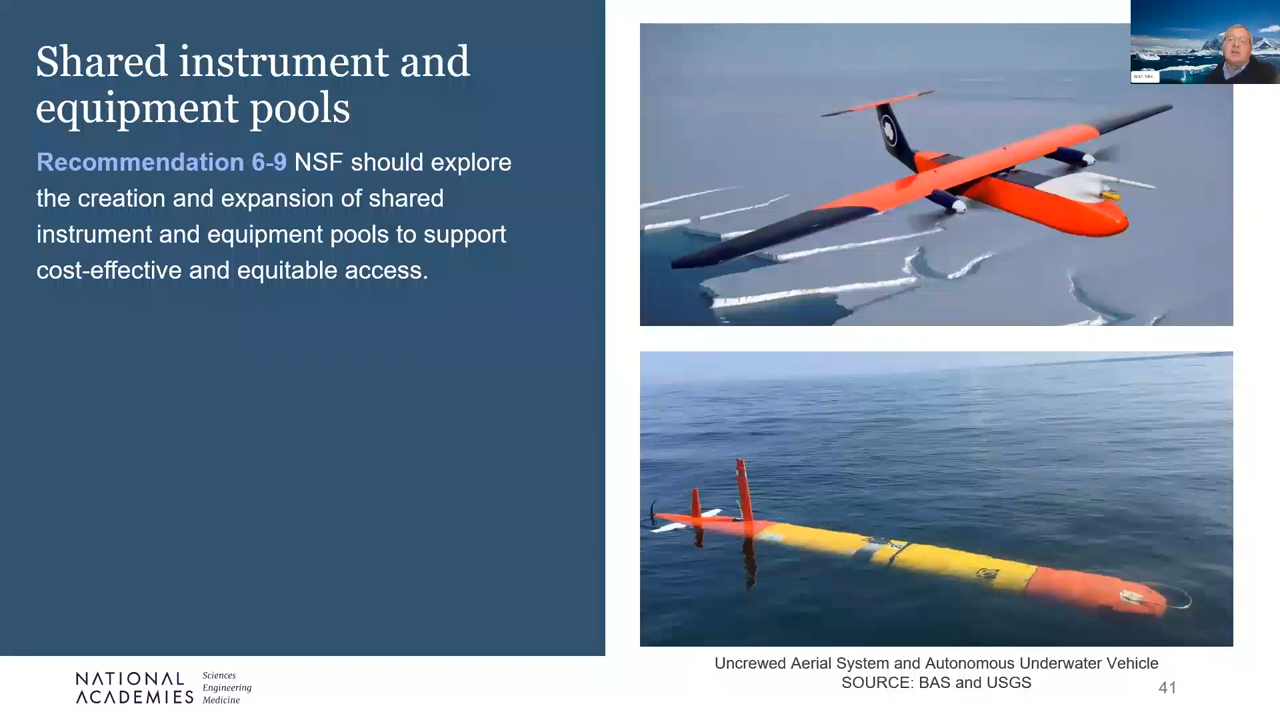 Shared instrument and
equipment pools
Recommendation 6-9 NSF should explore
the creation and expansion of shared
instrument and equipment pools to support
cost-effective and equitable access.
Uncrewed Aerial System and Autonomous Underwater Vehicle
SOURCE: BAS and USGS
41
NATIONAL
ACADEMIES
Sciences
Engineering
Medicine